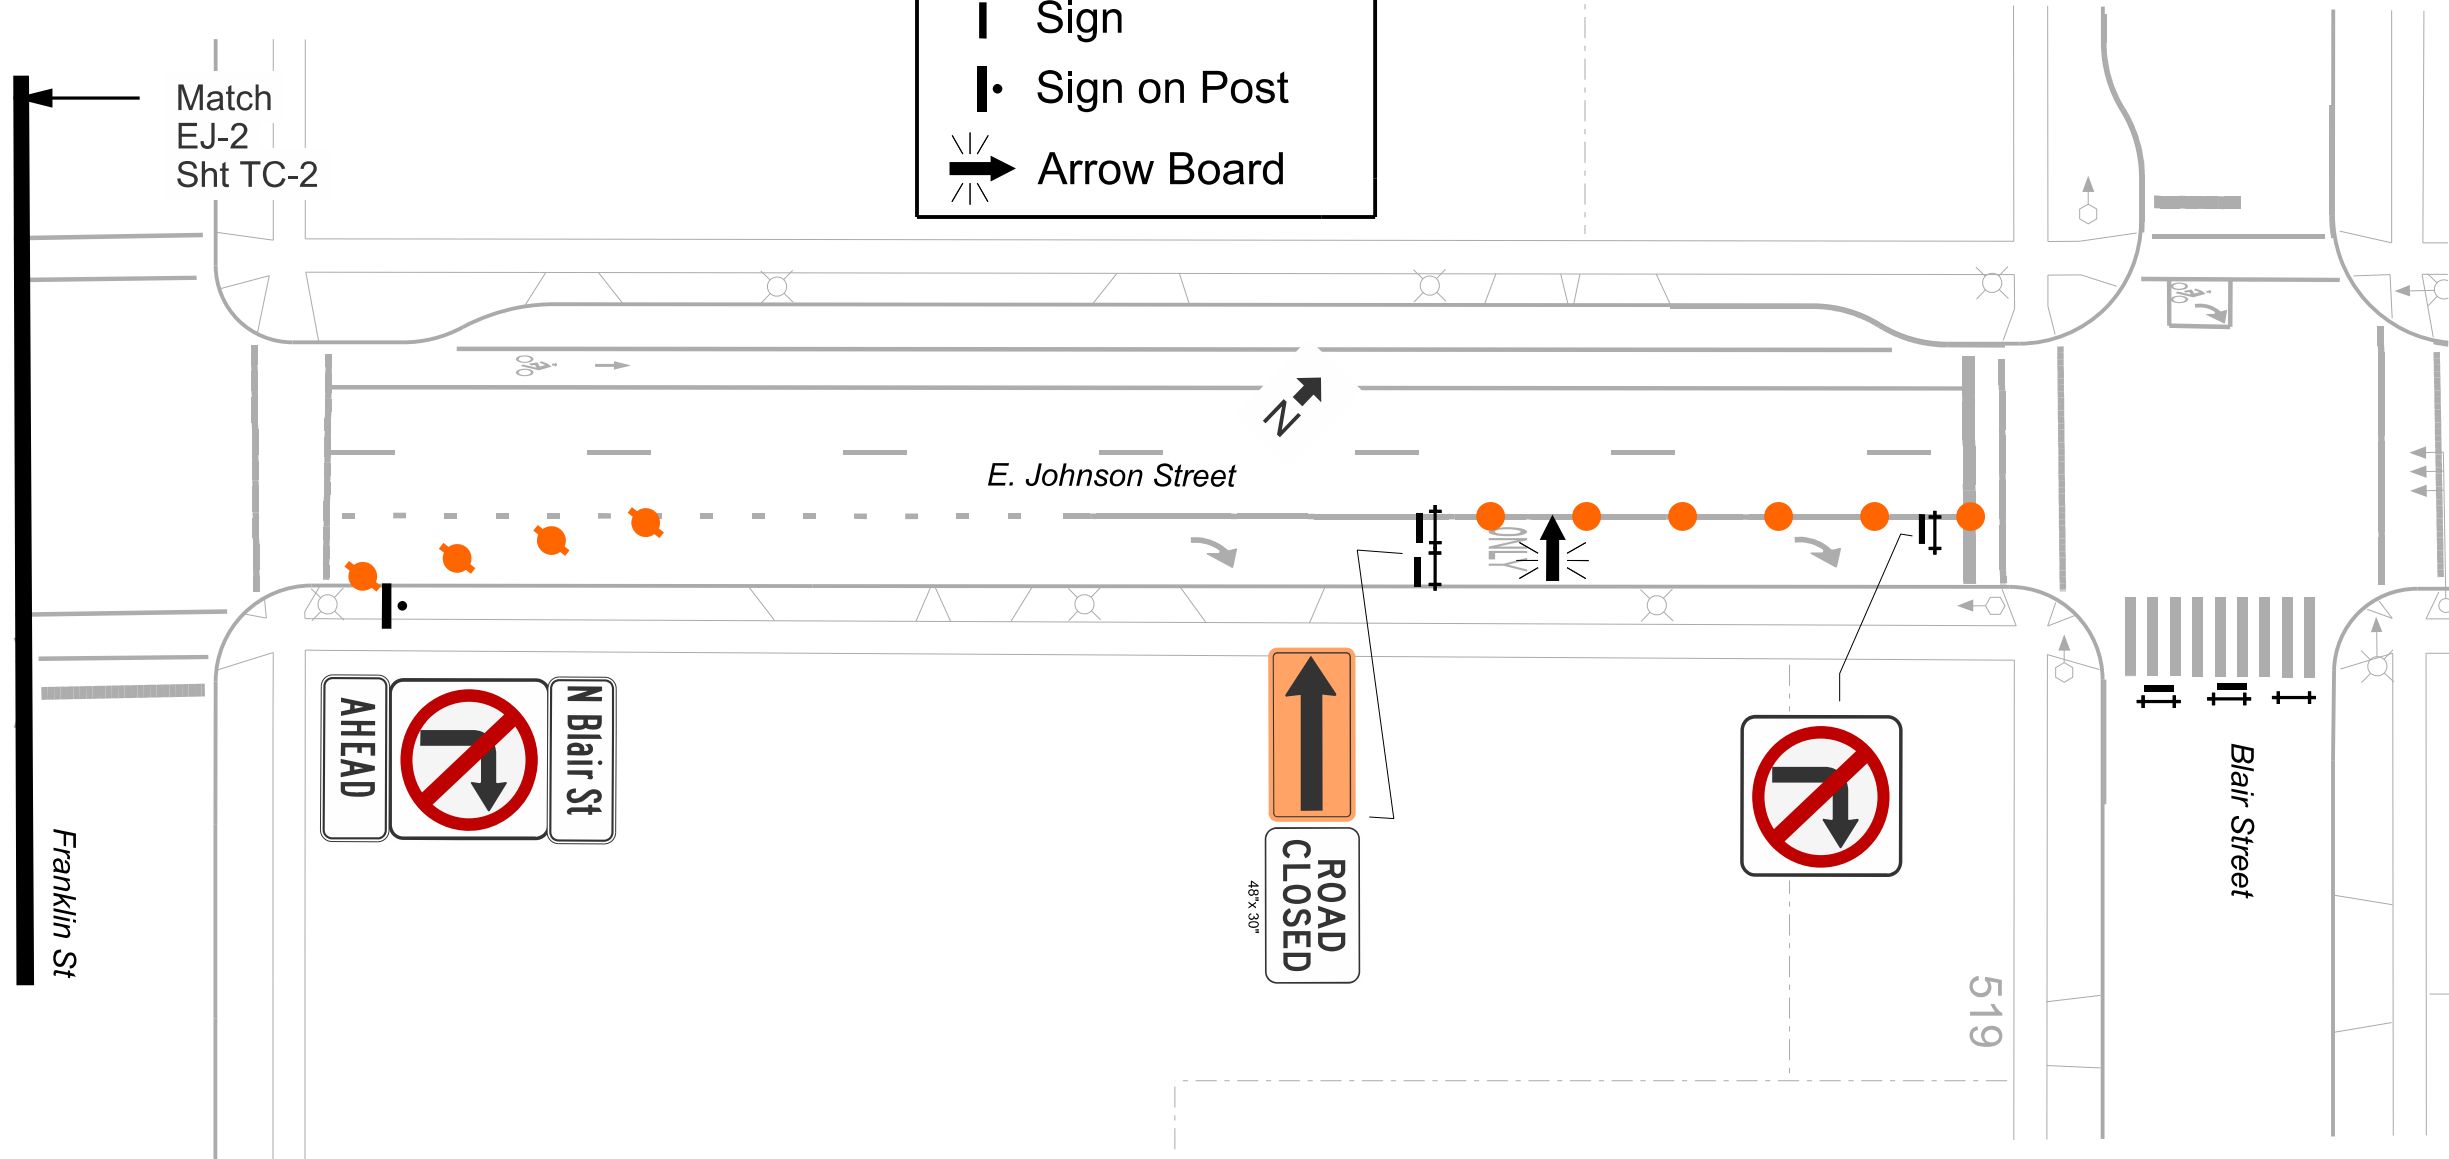 Sign
Sign on Post
Arrow Board
Match
EJ-2
Sht TC-2
N
E. Johnson Street
ONLY
N Blair St
AHEAD
ROAD
CLOSED
48"x 30"
Franklin St
Blair Street
519